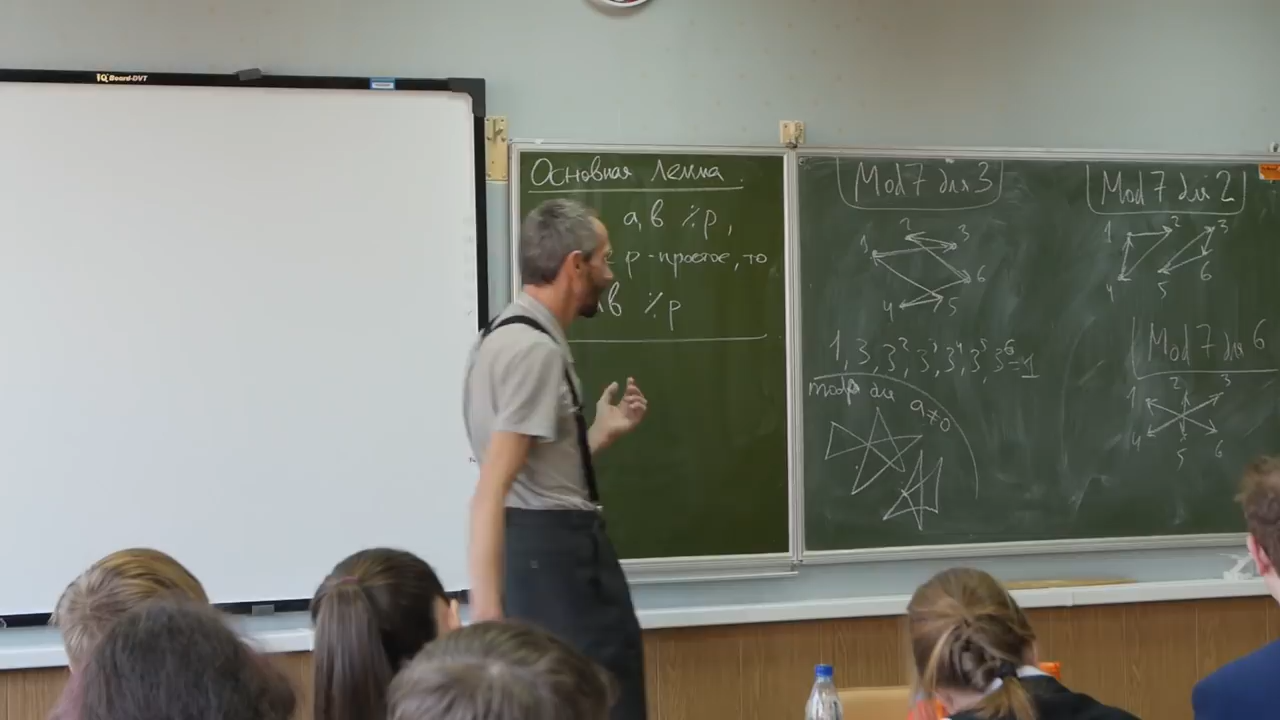 IQBoard-DVT
Основная Лемма.
а, в ⁒ р,
р - простое, то
в ⁒ р
Mod 7 для 3
1 2 3
4 5 6
1, 3, 3², 3³, 3⁴, 3⁵, 3⁶=1
для
a≠0
Mod 7 для 2
1 2 3
4 5 6
Mod 7 для 6
1 2 3
4 5 6